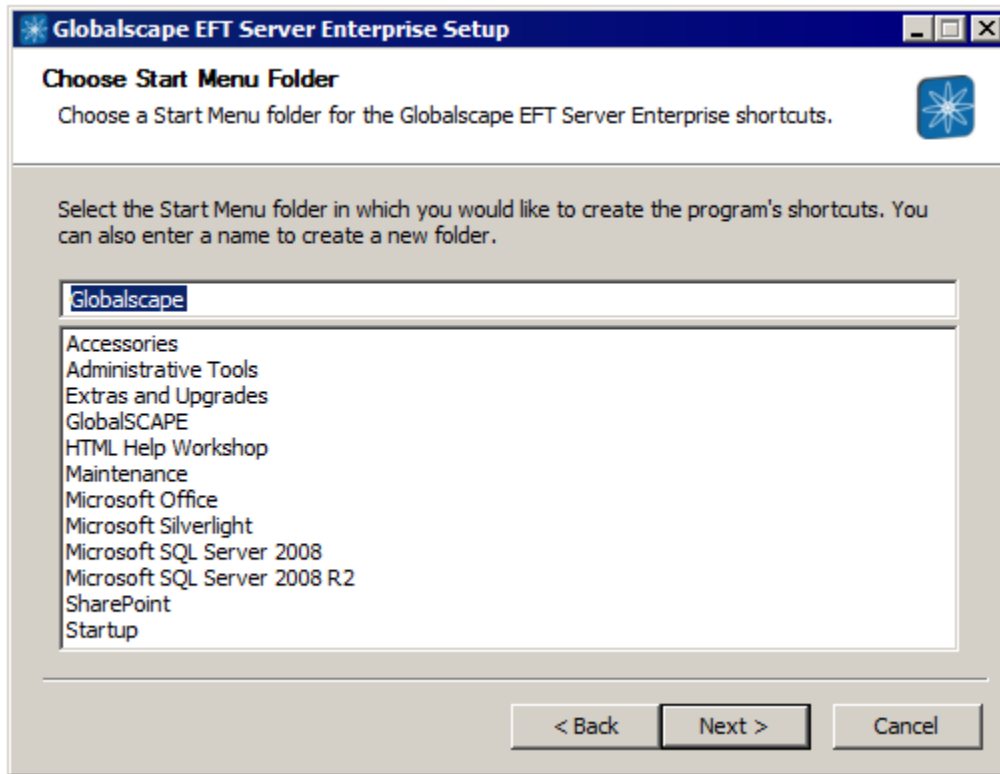 Globalscape EFT Server Enterprise Setup
Choose Start Menu Folder
Choose a Start Menu folder for the Globalscape EFT Server Enterprise shortcuts.
Select the Start Menu folder in which you would like to create the program's shortcuts. You
can also enter a name to create a new folder.
Globalscape
Accessories
Administrative Tools
Extras and Upgrades
GlobalSCAPE
HTML Help Workshop
Maintenance
Microsoft Office
Microsoft Silverlight
Microsoft SQL Server 2008
Microsoft SQL Server 2008 R2
SharePoint
Startup
< Back Next > Cancel